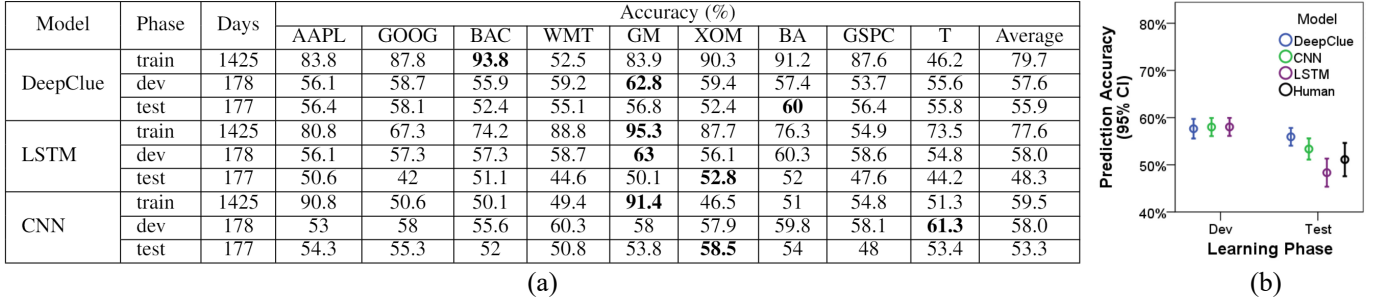 Model Phase Days Accuracy (%)
AAPL GOOG BAC WMT GM XOM BA GSPC T Average
DeepClue
train 1425 83.8 87.8 93.8 52.5 83.9 90.3 91.2 87.6 46.2 79.7
dev 178 56.1 58.7 55.9 59.2 62.8 59.4 57.4 53.7 55.6 57.6
test 177 56.4 58.1 52.4 55.1 56.8 52.4 60 56.4 55.8 55.9
LSTM
train 1425 80.8 67.3 74.2 88.8 95.3 87.7 76.3 54.9 73.5 77.6
dev 178 56.1 57.3 57.3 58.7 63 56.1 60.3 58.6 54.8 58.0
test 177 50.6 42 51.1 44.6 50.1 52.8 52 47.6 44.2 48.3
CNN
train 1425 90.8 50.6 50.1 49.4 91.4 46.5 51 54.8 51.3 59.5
dev 178 53 58 55.6 60.3 58 57.9 59.8 58.1 61.3 58.0
test 177 54.3 55.3 52 50.8 53.8 58.5 54 48 53.4 53.3
(a)
Prediction Accuracy
(95% CI)
80%
70%
60%
50%
40%
Model
DeepClue
CNN
LSTM
Human
Dev Test
Learning Phase
(b)